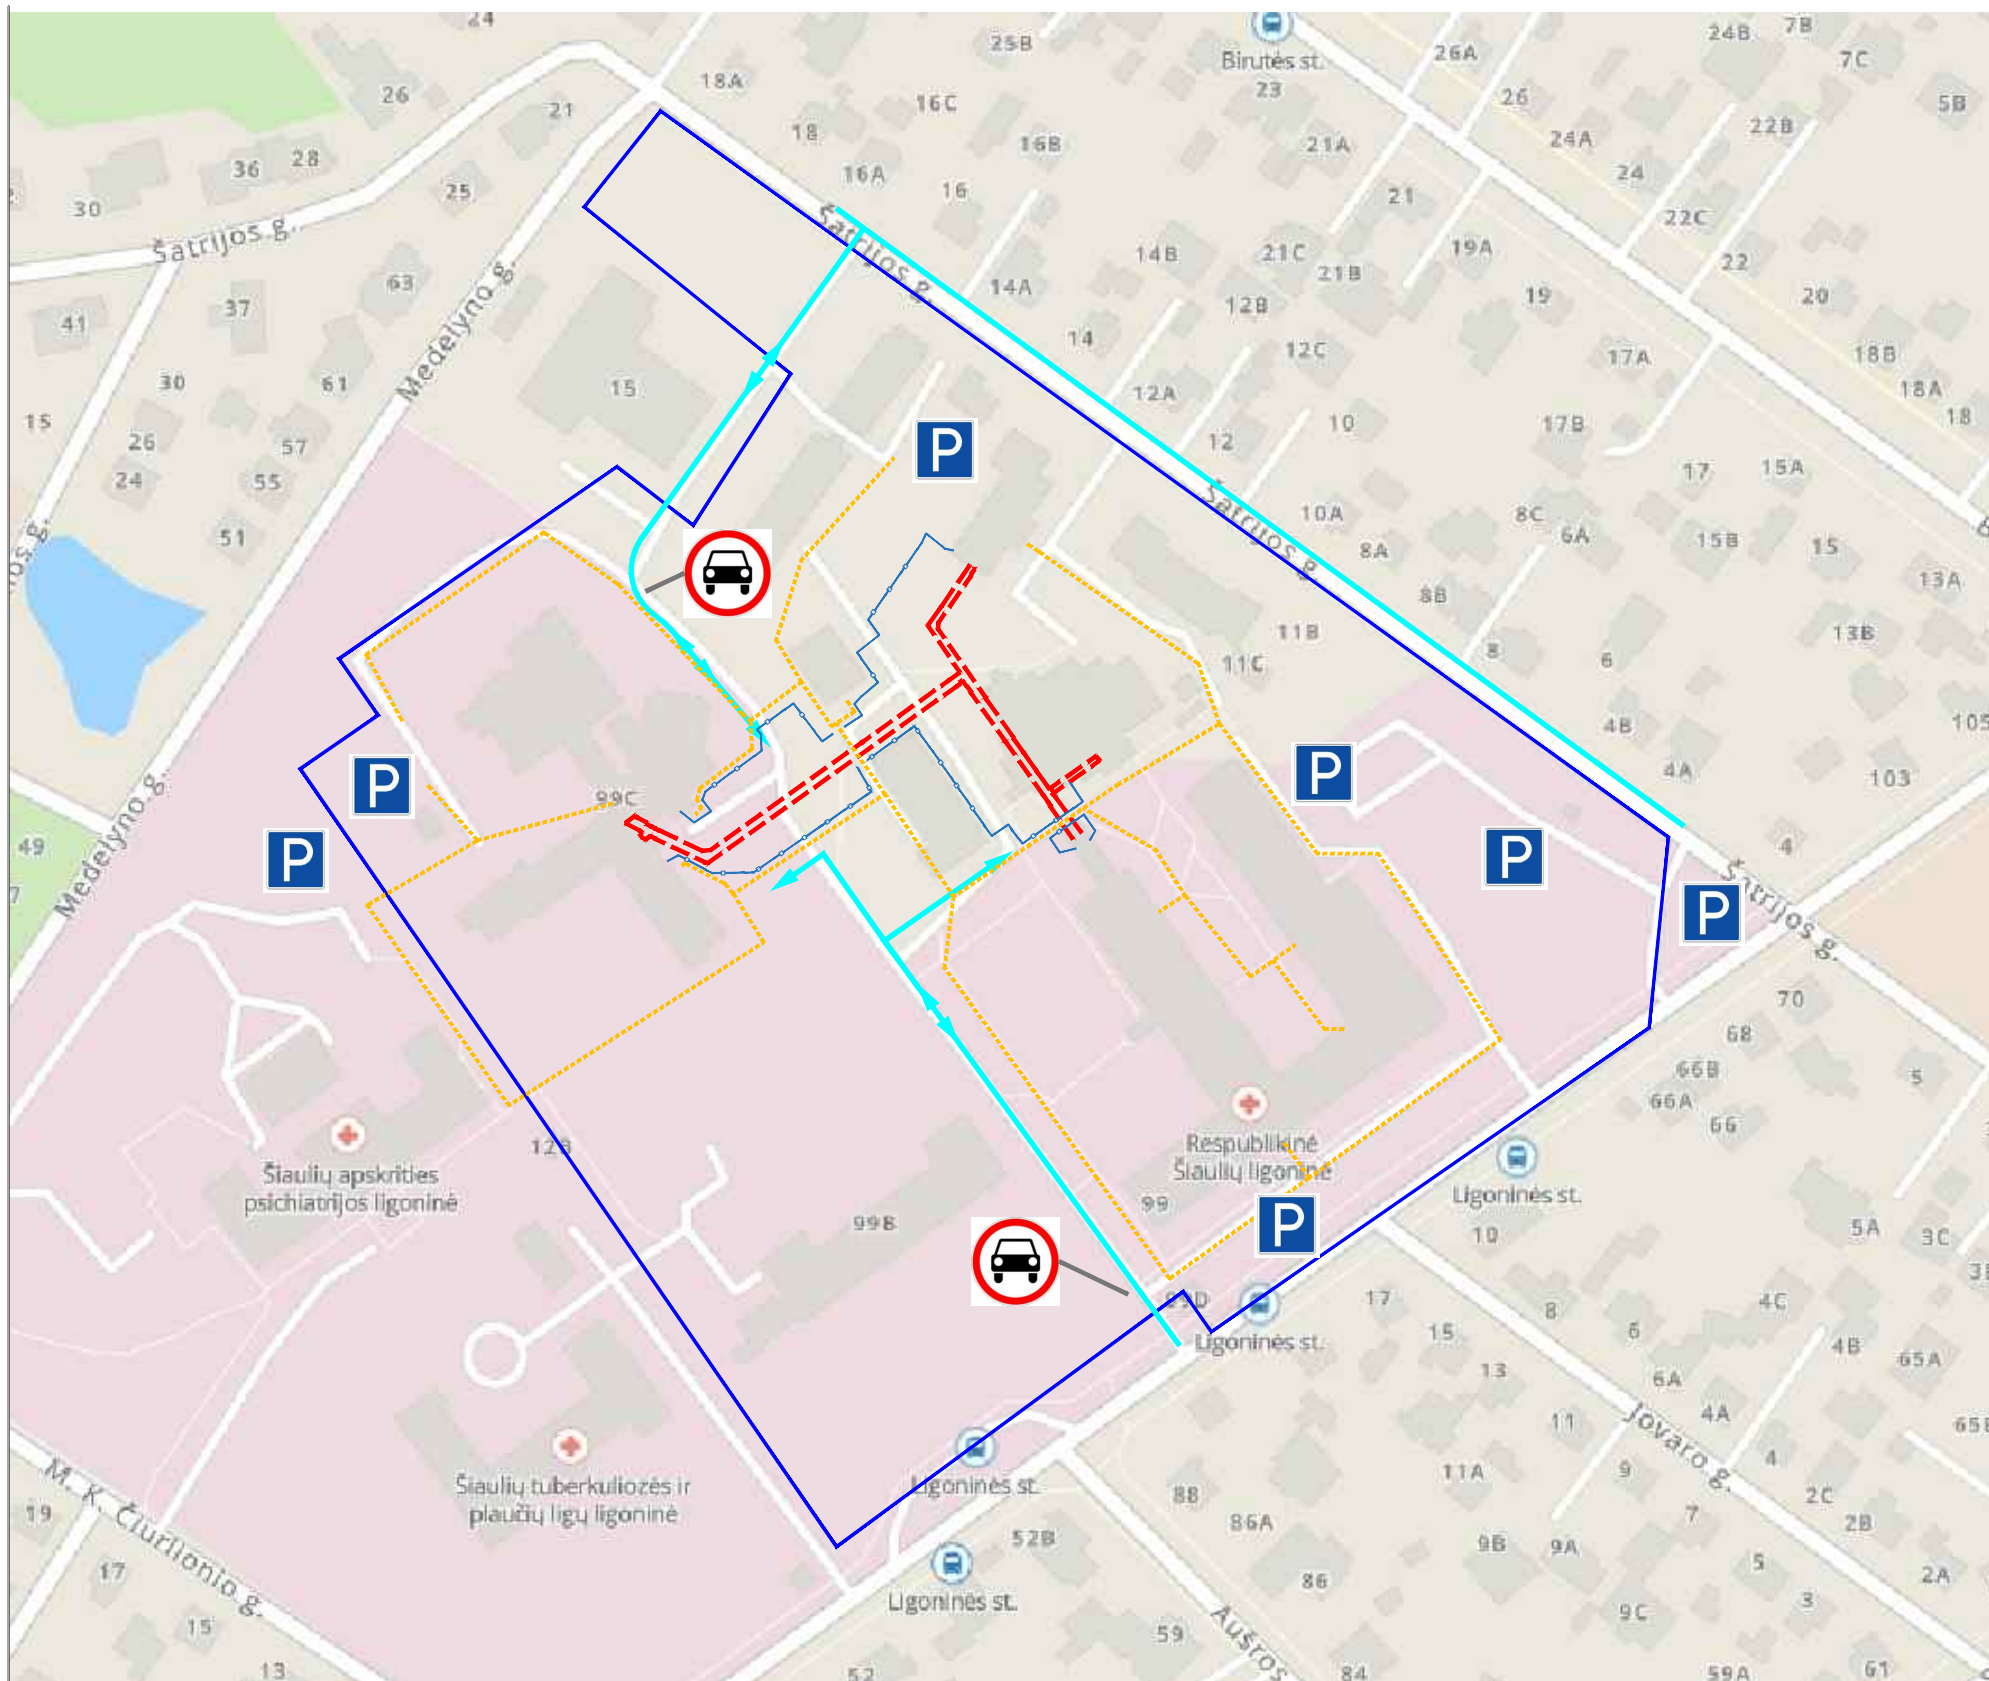 24
25B
Birutės st.
26A
24B
7B
7C
26
21
18A
16C
23
26
5B
18
16B
21A
24A
22B
36
28
25
16A
16
21
24
30
Šatrijos g.
Šatrijos g.
14B
21C
21B
19A
22C
22
63
37
41
Medelyno g.
14A
12B
19
20
14
12C
17A
18B
30
61
15
12A
18A
15
26
57
P
12
10
17B
18
24
55
17
15A
51
Šatrijos g.
10A
8A
8C
6A
15B
15
13A
8B
11B
11C
8
6
13B
4B
105
4A
103
P
99C
P
P
P
49
Medelyno g.
P
4
Šatrijos g.
70
68
66B
66A
66
5
12B
Šiaulių apskrities
psichiatrijos ligoninė
Respublikinė
Šiaulių ligoninė
99
Ligoninės st.
99B
P
10
5A
3C
99D
Ligoninės st.
17
15
13
8
6
4C
4B
65A
6A
4A
Jovaro g.
11
4
Ligoninės st.
11A
9
2C
7
2B
Šiaulių tuberkuliozės ir
plaučių ligų ligoninė
M. K. Čiurlionio g.
19
17
15
13
88
86A
86
52B
Ligoninės st.
9B
9A
9C
5
3
2A
59
Aušros
52
84
59A
61